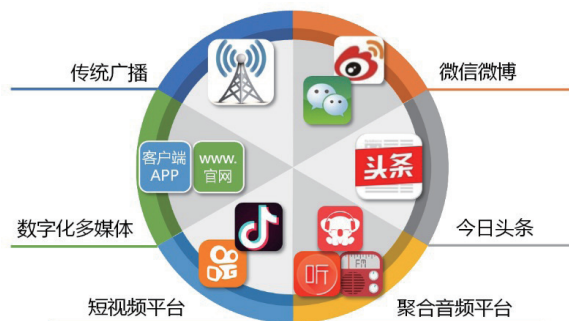 传统广播
微信微博
客户端
APP
www.
官网
头条
数字化多媒体
今日头条
听
FM
短视频平台
聚合音频平台